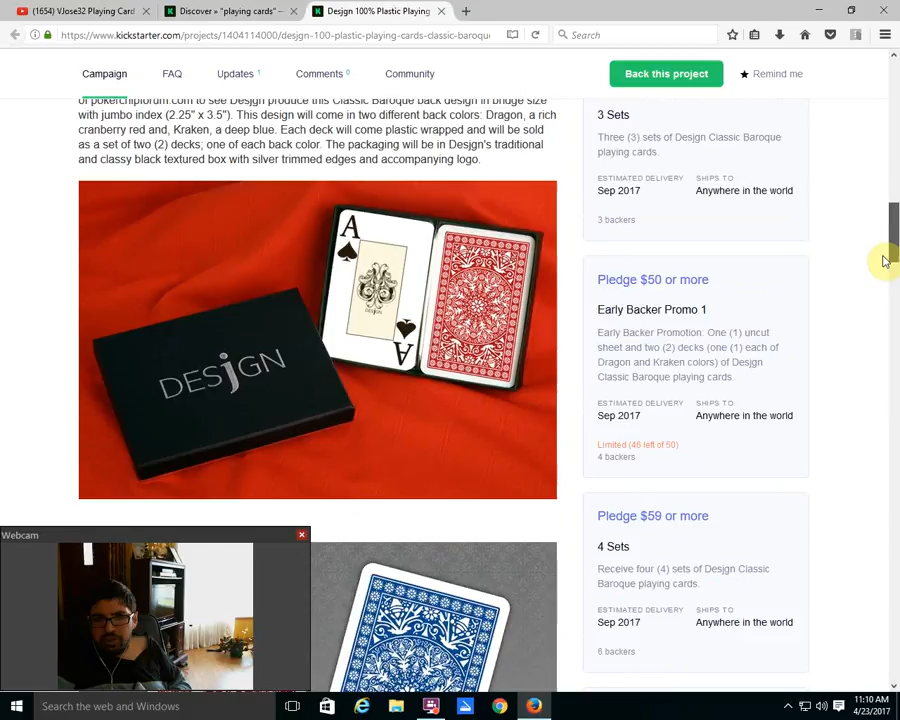 (1654) VJose32 Playing Card
Discover » "playing cards" –
Design 100% Plastic Playing
https://www.kickstarter.com/projects/1404114000/design-100-plastic-playing-cards-classic-baroqu
Search
Campaign
FAQ
Updates 1
Comments 0
Community
Back this project
Remind me
of pokerchipforum.com to see Design produce this Classic Baroque back design in bridge size
with jumbo index (2.25" x 3.5"). This design will come in two different back colors: Dragon, a rich
cranberry red and, Kraken, a deep blue. Each deck will come plastic wrapped and will be sold
as a set of two (2) decks; one of each back color. The packaging will be in Desjgn's traditional
and classy black textured box with silver trimmed edges and accompanying logo.
A
DESjGN
A
DESjGN
3 Sets
Three (3) sets of Desjgn Classic Baroque
playing cards.
ESTIMATED DELIVERY
SHIPS TO
Sep 2017
Anywhere in the world
3 backers
Pledge $50 or more
Early Backer Promo 1
Early Backer Promotion: One (1) uncut
sheet and two (2) decks (one (1) each of
Dragon and Kraken colors) of Desjgn
Classic Baroque playing cards.
ESTIMATED DELIVERY
SHIPS TO
Sep 2017
Anywhere in the world
Limited (46 left of 50)
4 backers
Pledge $59 or more
4 Sets
Receive four (4) sets of Desjgn Classic
Baroque playing cards.
ESTIMATED DELIVERY
SHIPS TO
Sep 2017
Anywhere in the world
6 backers
Webcam
Search the web and Windows
11:10 AM
4/23/2017